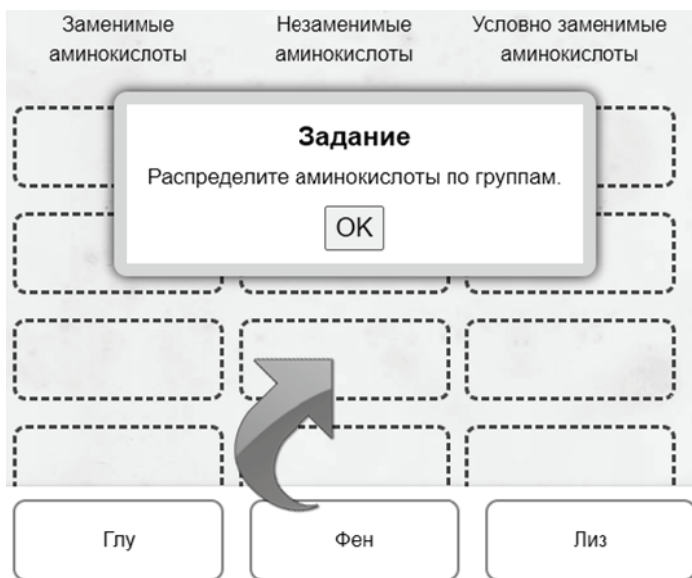 Заменимые
аминокислоты
Незаменимые
аминокислоты
Условно заменимые
аминокислоты
Задание
Распределите аминокислоты по группам.
OK
Глу
Фен
Лиз